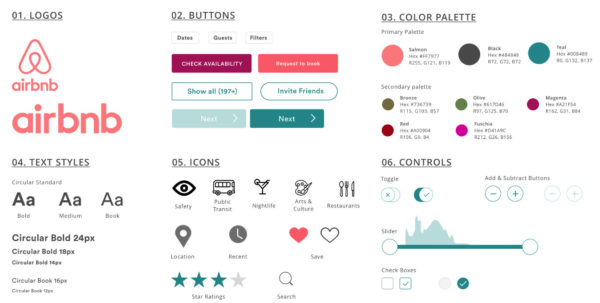 01. LOGOS
airbnb
airbnb
02. BUTTONS
Dates
Guests
Filters
CHECK AVAILABILITY
Request to book
Show all (197+)
Invite Friends
Next
Next
03. COLOR PALETTE
Primary Palette
Salmon
Hex #FF7977
R255, G121, B119
Black
Hex #484848
R72, G72, B72
Teal
Hex #008489
R0, G132, B137
Secondary palette
Bronze
Hex #736739
R115, G103, B57
Olive
Hex #617D46
R97, G125, B70
Magenta
Hex #A21F54
R162, G31, B84
Red
Hex #A00904
R106, G9, B4
Fuschia
Hex #D41A9C
R212, G26, B156
04. TEXT STYLES
Circular Standard
Aa
Aa
Aa
Bold
Medium
Book
Circular Bold 24px
Circular Bold 18px
Circular Bold 14px
Circular Book 16px
Circular Book 12px
05. ICONS
Safety
Public
Transit
Nightlife
Arts &
Culture
Restaurants
Location
Recent
Save
Star Ratings
Search
06. CONTROLS
Toggle
Add & Subtract Buttons
Slider
Check Boxes